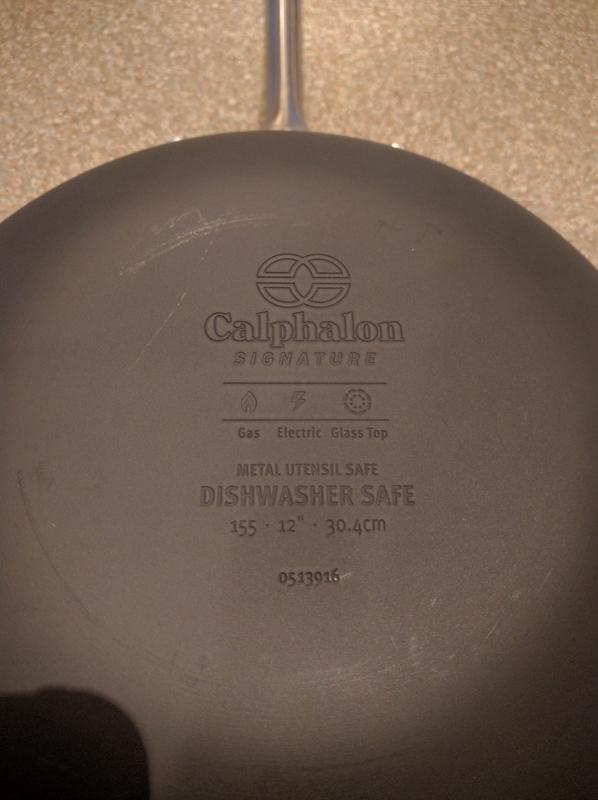 Calphalon
SIGNATURE
Gas Electric Glass Top
METAL UTENSIL SAFE
DISHWASHER SAFE
155 · 12" · 30.4cm
0513916